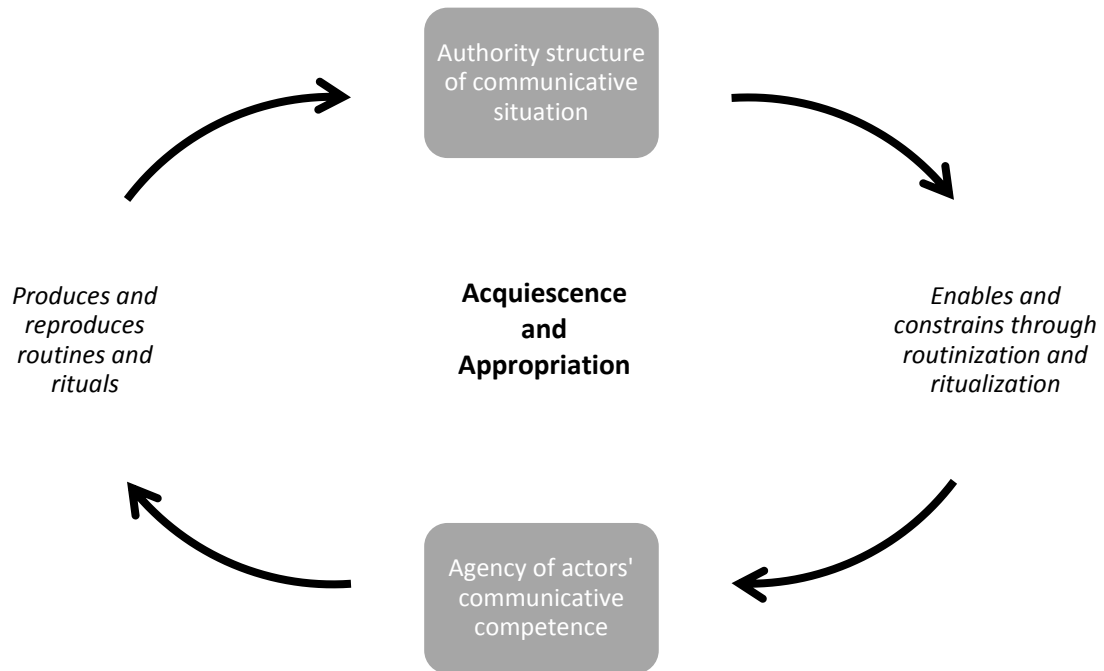 Authority structure
of communicative
situation
Produces and
reproduces
routines and
rituals
Acquiescence
and
Appropriation
Enables and
constrains through
routinization and
ritualization
Agency of actors'
communicative
competence